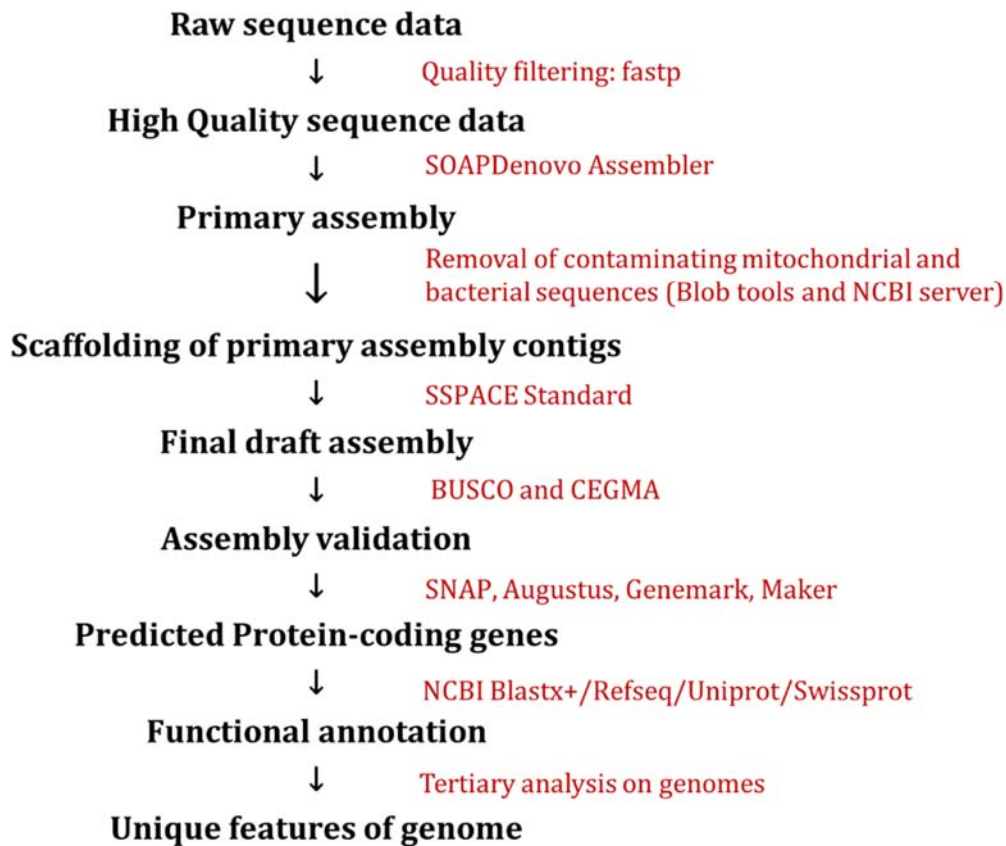 Raw sequence data
↓ Quality filtering: fastp
High Quality sequence data
↓ SOAPDenovo Assembler
Primary assembly
↓ Removal of contaminating mitochondrial and
bacterial sequences (Blob tools and NCBI server)
Scaffolding of primary assembly contigs
↓ SSPACE Standard
Final draft assembly
↓ BUSCO and CEGMA
Assembly validation
↓ SNAP, Augustus, Genemark, Maker
Predicted Protein-coding genes
↓ NCBI Blastx+/Refseq/Uniprot/Swissprot
Functional annotation
↓ Tertiary analysis on genomes
Unique features of genome